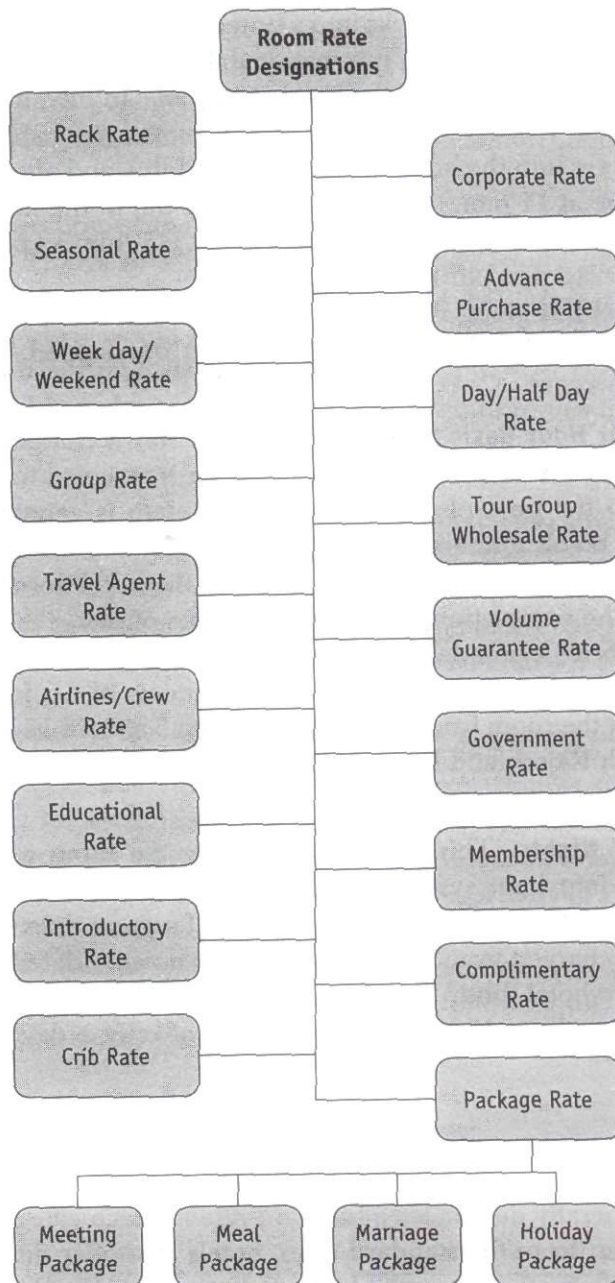 Room Rate
Designations
Rack Rate
Corporate Rate
Seasonal Rate
Advance
Purchase Rate
Week day/
Weekend Rate
Day/Half Day
Rate
Group Rate
Tour Group
Wholesale Rate
Travel Agent
Rate
Volume
Guarantee Rate
Airlines/Crew
Rate
Government
Rate
Educational
Rate
Membership
Rate
Introductory
Rate
Complimentary
Rate
Crib Rate
Package Rate
Meeting
Package
Meal
Package
Marriage
Package
Holiday
Package